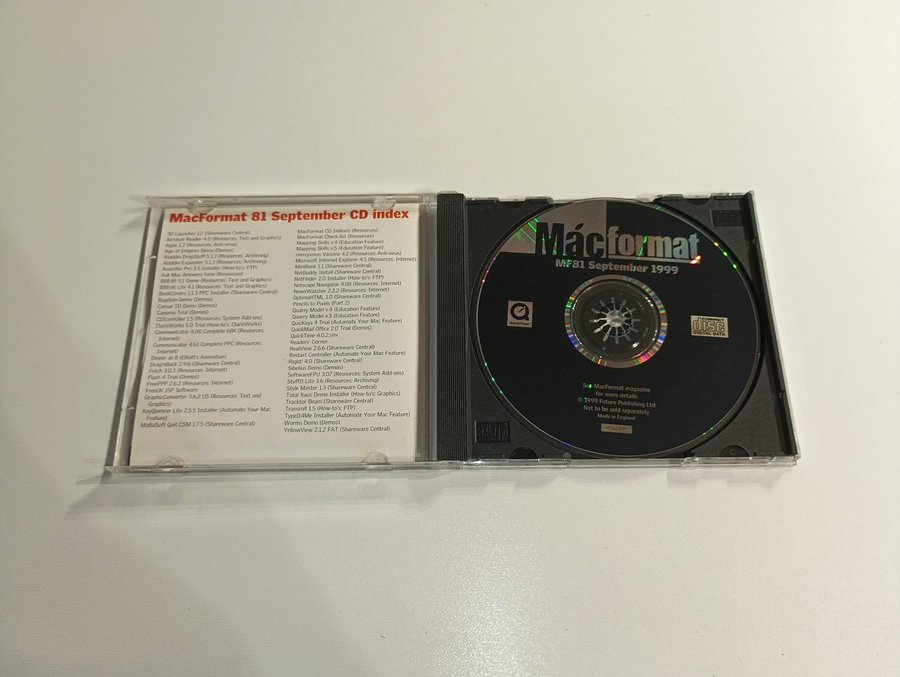 MacFormat 81 September CD index
3D Launcher 1.2 (Shareware Central)
Acrobat Reader 4.0 (Resources: Text and Graphics)
Agax 1.2 (Resources: Anti-virus)
Age of Empires Demo (Demos)
Aladdin DropStuff 5.1.2 (Resources: Archiving)
Aladdin Expander 5.1.3 (Resources: Archiving)
Anarchie Pro 3.5 Installer (How-to's: FTP)
Ask Mac Answers form (Resources)
BBEdit 5.1 Demo (Resources: Text and Graphics)
BBEdit Lite 4.1 (Resources: Text and Graphics)
BookCovers 1.1.3 PPC Installer (Shareware Central)
Bugdom Demo (Demos)
Caesar III Demo (Demos)
Canoma Trial (Demos)
CDIconKiller 1.5 (Resources: System Add-ons)
ClarisWorks 5.0 Trial (How-to's: ClarisWorks)
Communicator 4.08 Complete 68K (Resources:
Internet)
Communicator 4.61 Complete PPC (Resources:
Internet)
Dinner at 8 (Elliott's Animation)
DragnBack 2.9.6 (Shareware Central)
Fetch 3.0.3 (Resources: Internet)
Flash 4 Trial (Demos)
FreePPP 2.6.2 (Resources: Internet)
FreeUK ISP Software
GraphicConverter 3.6.2 US (Resources: Text and
Graphics)
KeyQuencer Lite 2.5.5 Installer (Automate Your Mac
Feature)
MaBaSoft Quit CSM 1.7.5 (Shareware Central)
MacFormat CD Indexes (Resources)
MacFormat Check-list (Resources)
Mapping Skills v.4 (Education Feature)
Mapping Skills v.5 (Education Feature)
merryxmas Vaccine 4.2 (Resources: Anti-virus)
Microsoft Internet Explorer 4.5 (Resources: Internet)
MiniBook 1.1 (Shareware Central)
NetBuddy Install (Shareware Central)
NetFinder 2.0 Installer (How-to's: FTP)
Netscape Navigator 4.08 (Resources: Internet)
NewsWatcher 2.2.2 (Resources: Internet)
OptimaHTML 1.0 (Shareware Central)
Pencils to Pixels (Part 2)
Quarry Model v.4 (Education Feature)
Quarry Model v.5 (Education Feature)
QuicKeys 4 Trial (Automate Your Mac Feature)
QuickMail Office 2.0 Trial (Demos)
QuickTime 4.0.2.smi
Readers' Corner
RealView 2.6.6 (Shareware Central)
Restart Controller (Automate Your Mac Feature)
Right! 4.0 (Shareware Central)
Sibelius Demo (Demos)
SoftwareFPU 3.07 (Resources: System Add-ons)
StuffIt Lite 3.6 (Resources: Archiving)
Style Master 1.3 (Shareware Central)
Total Kaos Demo Installer (How-to's: Graphics)
Tracktor Beam (Shareware Central)
Transmit 1.5 (How-to's: FTP)
TypeIt4Me Installer (Automate Your Mac Feature)
Worms Demo (Demos)
YellowView 2.1.2 FAT (Shareware Central)
Mácformat
MF81 September 1999
QuickTime
COMPACT
disc
DIGITAL DATA
See MacFormat magazine
for more details
© 1999 Future Publishing Ltd
Not to be sold separately
Made in England